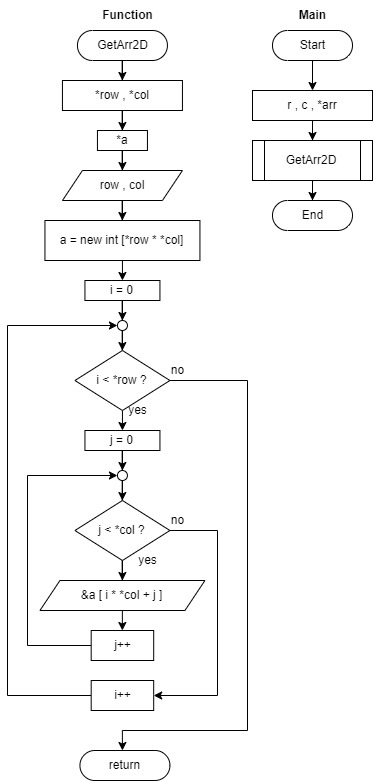 Function
GetArr2D
*row , *col
*a
row , col
a = new int [*row * *col]
i = 0
i < *row ?
no
yes
j = 0
j < *col ?
no
yes
&a [ i * *col + j ]
j++
i++
return
Main
Start
r , c , *arr
GetArr2D
End